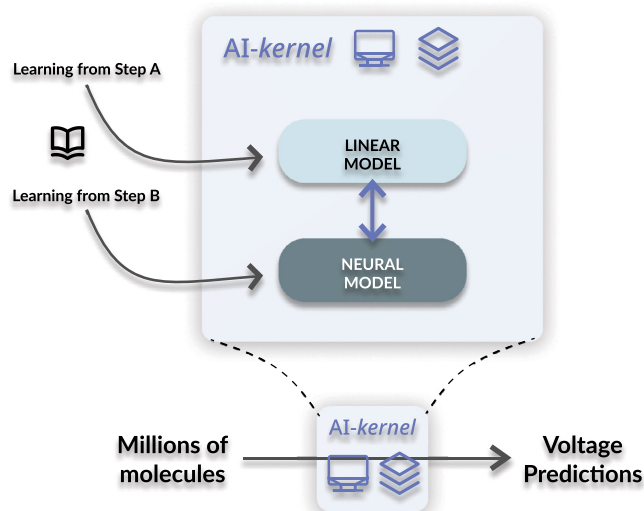 AI-kernel
Learning from Step A
LINEAR
MODEL
Learning from Step B
NEURAL
MODEL
AI-kernel
Millions of
molecules
Voltage
Predictions